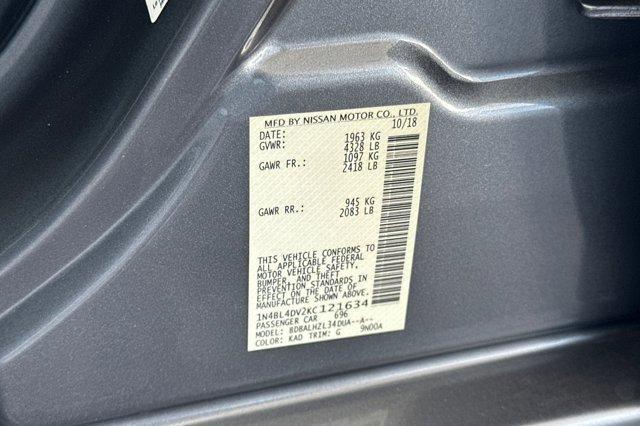 MFD BY NISSAN MOTOR CO., LTD.
DATE: 10/18
GVWR: 1963 KG
4328 LB
GAWR FR.: 1097 KG
2418 LB
GAWR RR.: 945 KG
2083 LB
THIS VEHICLE CONFORMS TO
ALL APPLICABLE FEDERAL
MOTOR VEHICLE SAFETY,
BUMPER, AND THEFT
PREVENTION STANDARDS IN
EFFECT ON THE DATE OF
MANUFACTURE SHOWN ABOVE.
1N4BL4DV2KC121634
PASSENGER CAR 696
MODEL: BDBALHZL34DUA--A--
COLOR: KAD TRIM: G 9N00A